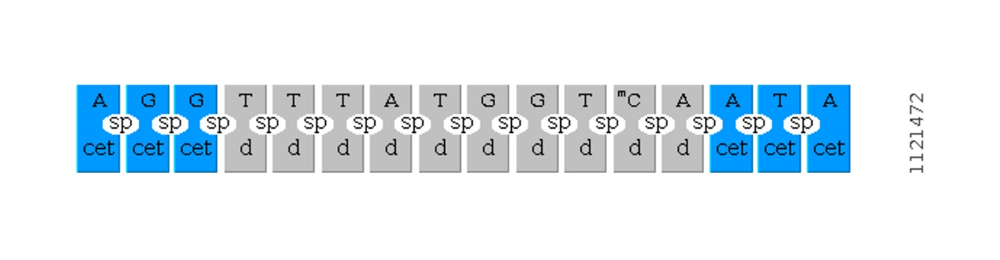 A G G T T T A T G G T mC A A T A
sp sp sp sp sp sp sp sp sp sp sp sp sp sp sp
cet cet cet d d d d d d d d d d cet cet cet
1121472